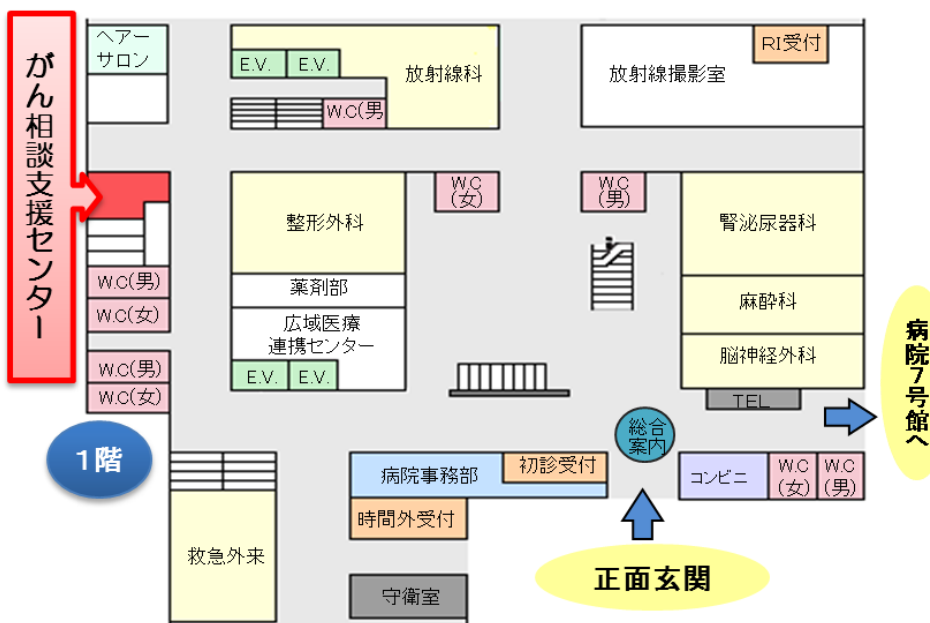 がん相談支援センター
ヘアー
サロン
E.V.
E.V.
放射線科
W.C(男
RI受付
放射線撮影室
W.C
(女)
W.C
(男)
整形外科
腎泌尿器科
W.C(男)
W.C(女)
薬剤部
麻酔科
広域医療
連携センター
脳神経外科
W.C(男)
W.C(女)
E.V.
E.V.
TEL
病院7号館へ
1階
総合
案内
病院事務部
初診受付
コンビニ
W.C
(女)
W.C
(男)
時間外受付
救急外来
正面玄関
守衛室